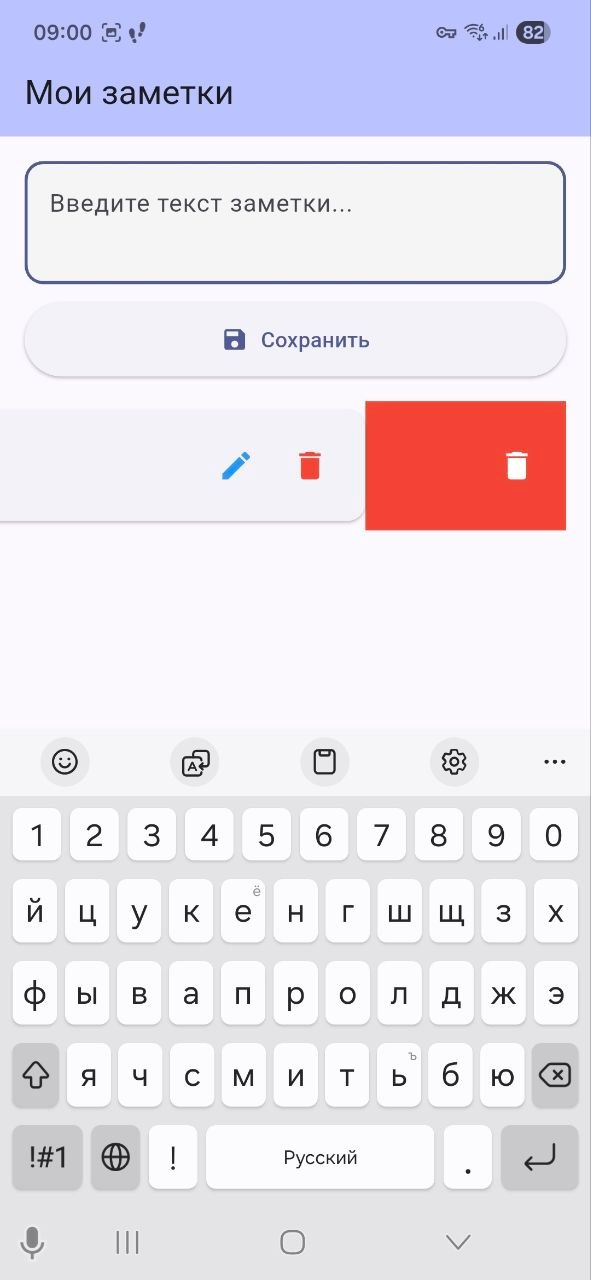 09:00 82
Мои заметки
Введите текст заметки...
Сохранить
1 2 3 4 5 6 7 8 9 0
й ц у к е ё н г ш щ з х
ф ы в а п р о л д ж э
я ч с м и т ь ъ б ю
!#1 ! Русский .